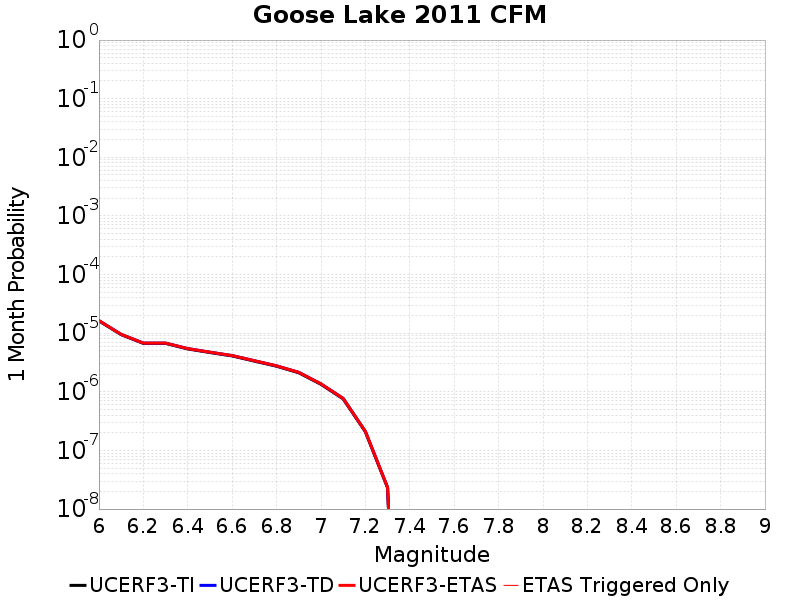 Goose Lake 2011 CFM
1 Month Probability
10^0
10^-1
10^-2
10^-3
10^-4
10^-5
10^-6
10^-7
10^-8
6 6.2 6.4 6.6 6.8 7 7.2 7.4 7.6 7.8 8 8.2 8.4 8.6 8.8 9
Magnitude
UCERF3-TI UCERF3-TD UCERF3-ETAS ETAS Triggered Only